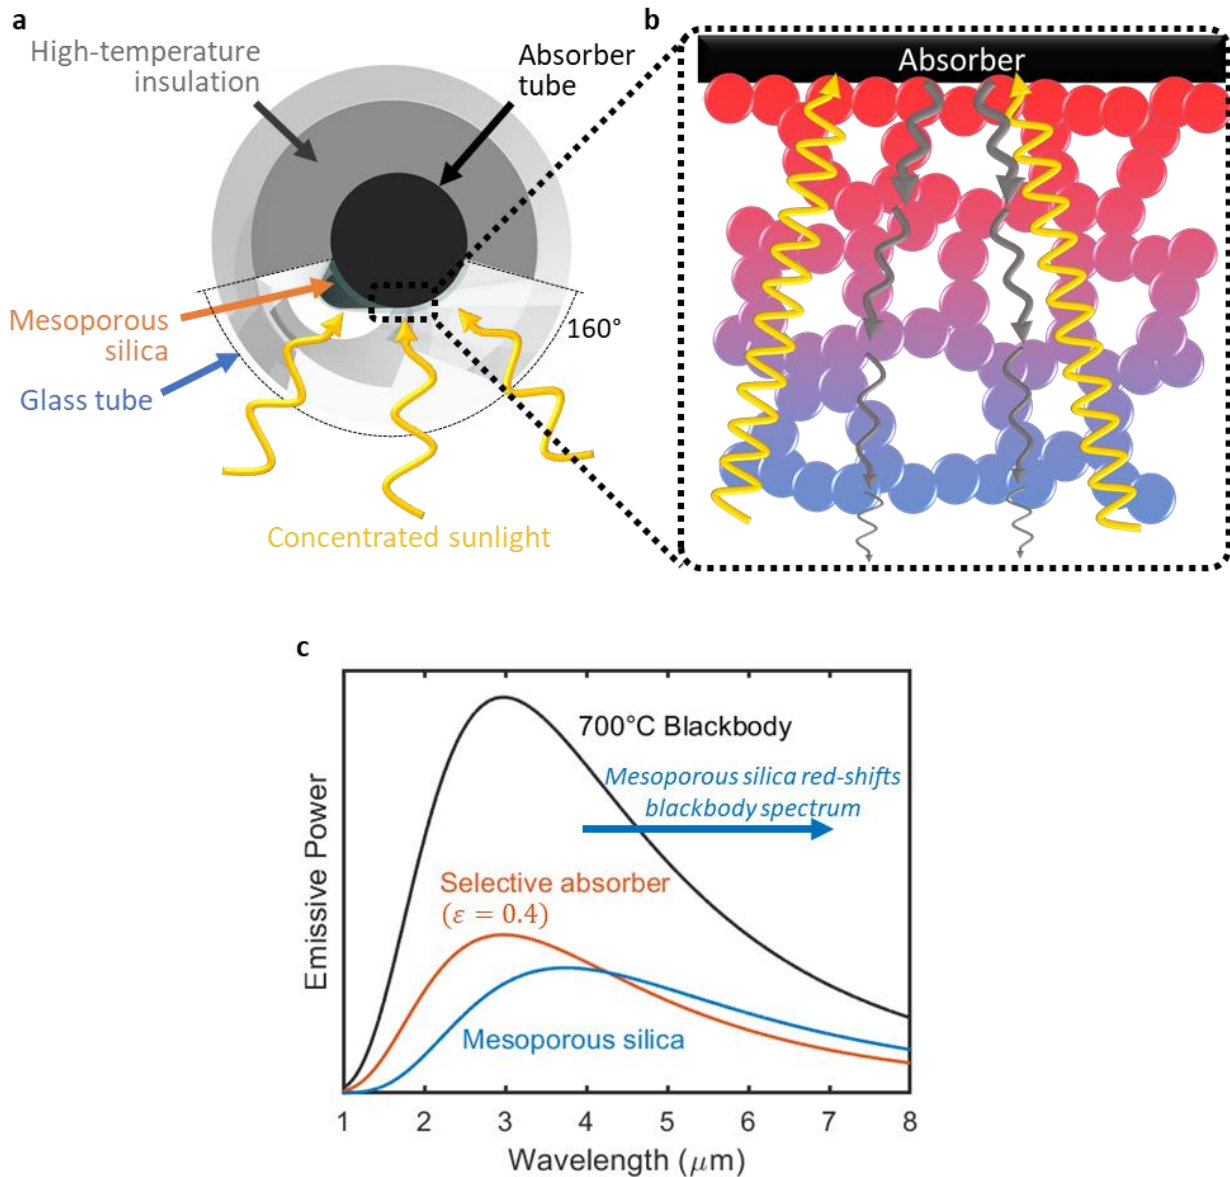 a
High-temperature
insulation
Absorber
tube
Mesoporous
silica
Glass tube
160°
Concentrated sunlight
b
Absorber
c
700°C Blackbody
Mesoporous silica red-shifts
blackbody spectrum
Selective absorber
(ε = 0.4)
Mesoporous silica
Emissive Power
1 2 3 4 5 6 7 8
Wavelength (μm)